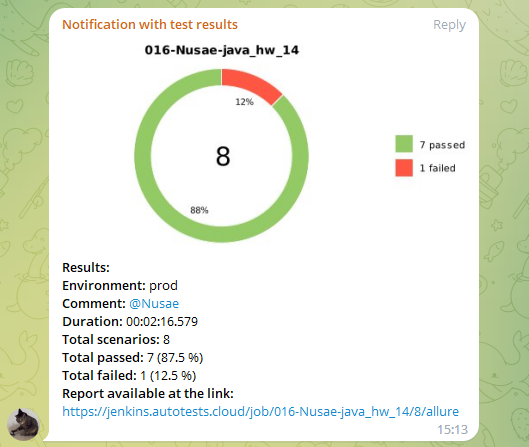 Notification with test results
Reply
016-Nusae-java_hw_14
12%
8
7 passed
1 failed
88%
Results:
Environment: prod
Comment: @Nusae
Duration: 00:02:16.579
Total scenarios: 8
Total passed: 7 (87.5 %)
Total failed: 1 (12.5 %)
Report available at the link:
https://jenkins.autotests.cloud/job/016-Nusae-java_hw_14/8/allure
15:13